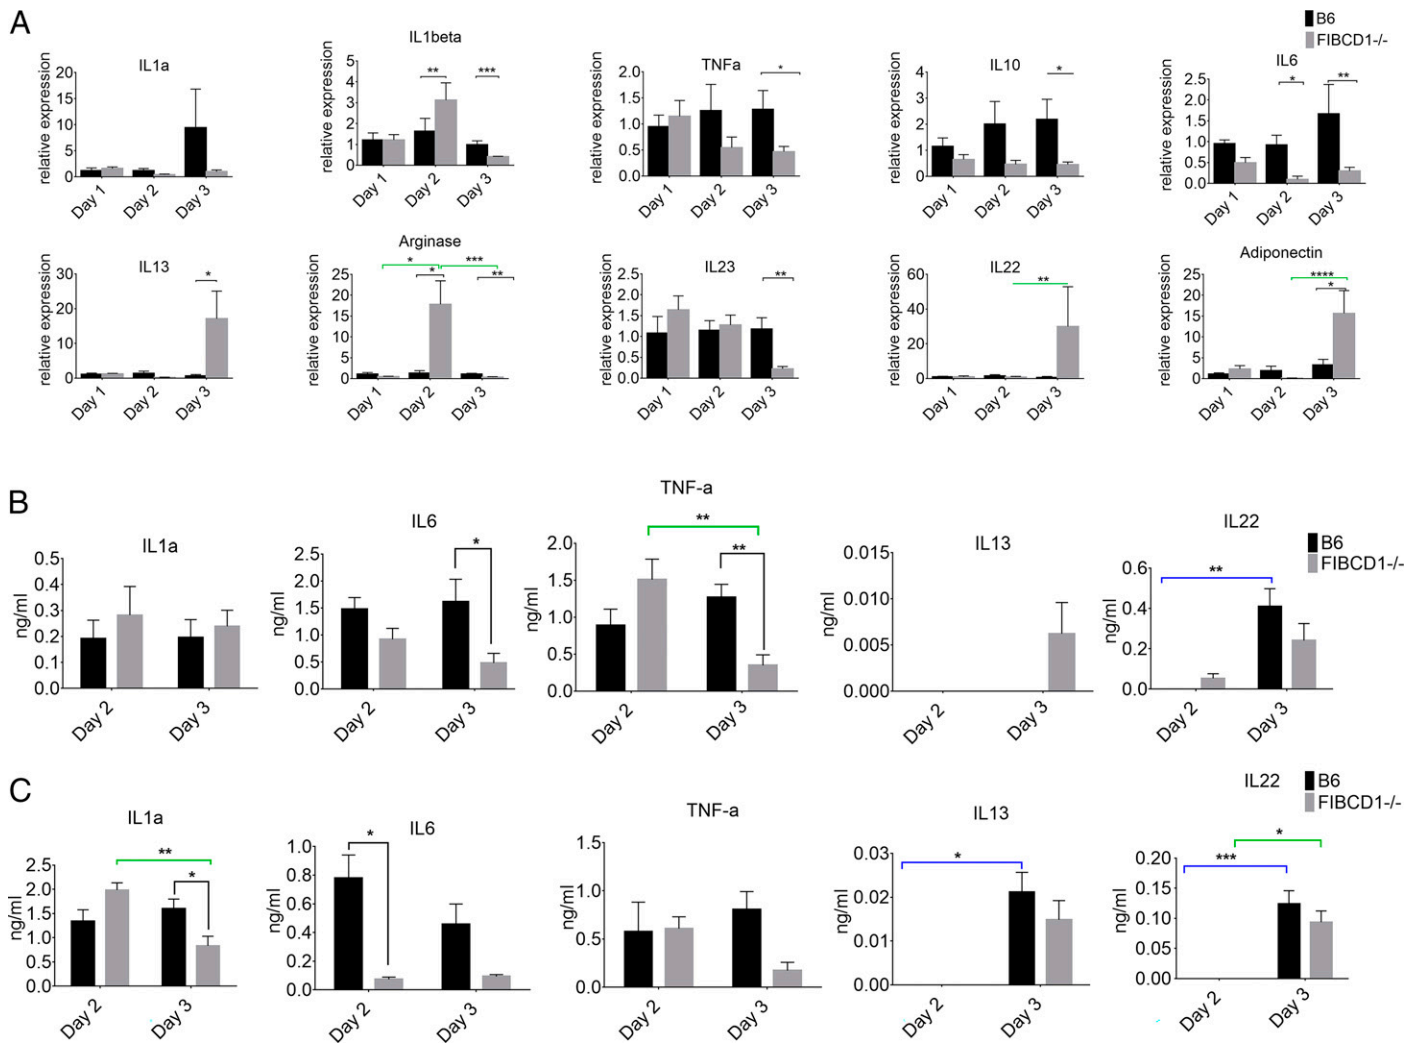 A
B6
FIBCD1-/-
IL1a
relative expression
20
15
10
5
0
Day 1
Day 2
Day 3
IL1beta
relative expression
5
4
3
2
1
0
**
***
Day 1
Day 2
Day 3
TNFa
relative expression
2.0
1.5
1.0
0.5
0.0
*
Day 1
Day 2
Day 3
IL10
relative expression
4
3
2
1
0
*
Day 1
Day 2
Day 3
IL6
relative expression
2.5
2.0
1.5
1.0
0.5
0.0
*
**
Day 1
Day 2
Day 3
IL13
relative expression
30
20
10
0
*
Day 1
Day 2
Day 3
Arginase
relative expression
25
20
15
10
5
0
*
***
*
**
Day 1
Day 2
Day 3
IL23
relative expression
2.5
2.0
1.5
1.0
0.5
0.0
**
Day 1
Day 2
Day 3
IL22
relative expression
60
40
20
0
**
Day 1
Day 2
Day 3
Adiponectin
relative expression
25
20
15
10
5
0
****
*
Day 1
Day 2
Day 3
B
B6
FIBCD1-/-
IL1a
ng/ml
0.5
0.4
0.3
0.2
0.1
0.0
Day 2
Day 3
IL6
ng/ml
2.5
2.0
1.5
1.0
0.5
0.0
*
Day 2
Day 3
TNF-a
ng/ml
2.0
1.5
1.0
0.5
0.0
**
**
Day 2
Day 3
IL13
ng/ml
0.015
0.010
0.005
0.000
Day 2
Day 3
IL22
ng/ml
0.6
0.4
0.2
0.0
**
Day 2
Day 3
C
B6
FIBCD1-/-
IL1a
ng/ml
2.5
2.0
1.5
1.0
0.5
0.0
**
*
Day 2
Day 3
IL6
ng/ml
1.0
0.8
0.6
0.4
0.2
0.0
*
Day 2
Day 3
TNF-a
ng/ml
1.5
1.0
0.5
0.0
Day 2
Day 3
IL13
ng/ml
0.03
0.02
0.01
0.00
*
Day 2
Day 3
IL22
ng/ml
0.20
0.15
0.10
0.05
0.00
***
*
Day 2
Day 3